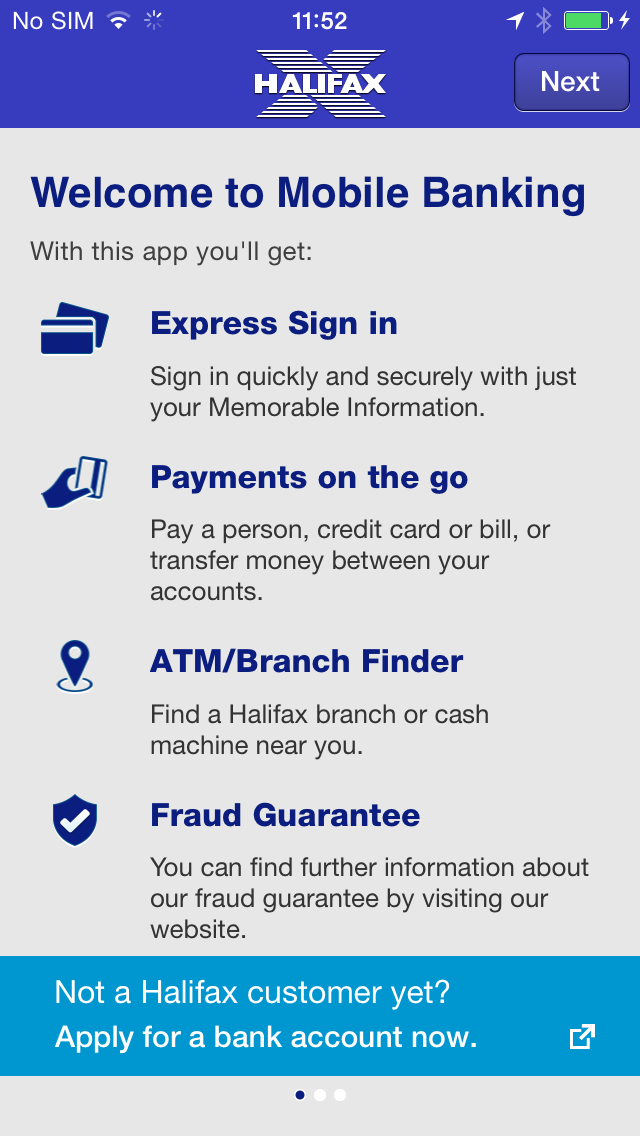 No SIM 11:52
HALIFAX
Next
Welcome to Mobile Banking
With this app you'll get:
Express Sign in
Sign in quickly and securely with just
your Memorable Information.
Payments on the go
Pay a person, credit card or bill, or
transfer money between your
accounts.
ATM/Branch Finder
Find a Halifax branch or cash
machine near you.
Fraud Guarantee
You can find further information about
our fraud guarantee by visiting our
website.
Not a Halifax customer yet?
Apply for a bank account now.